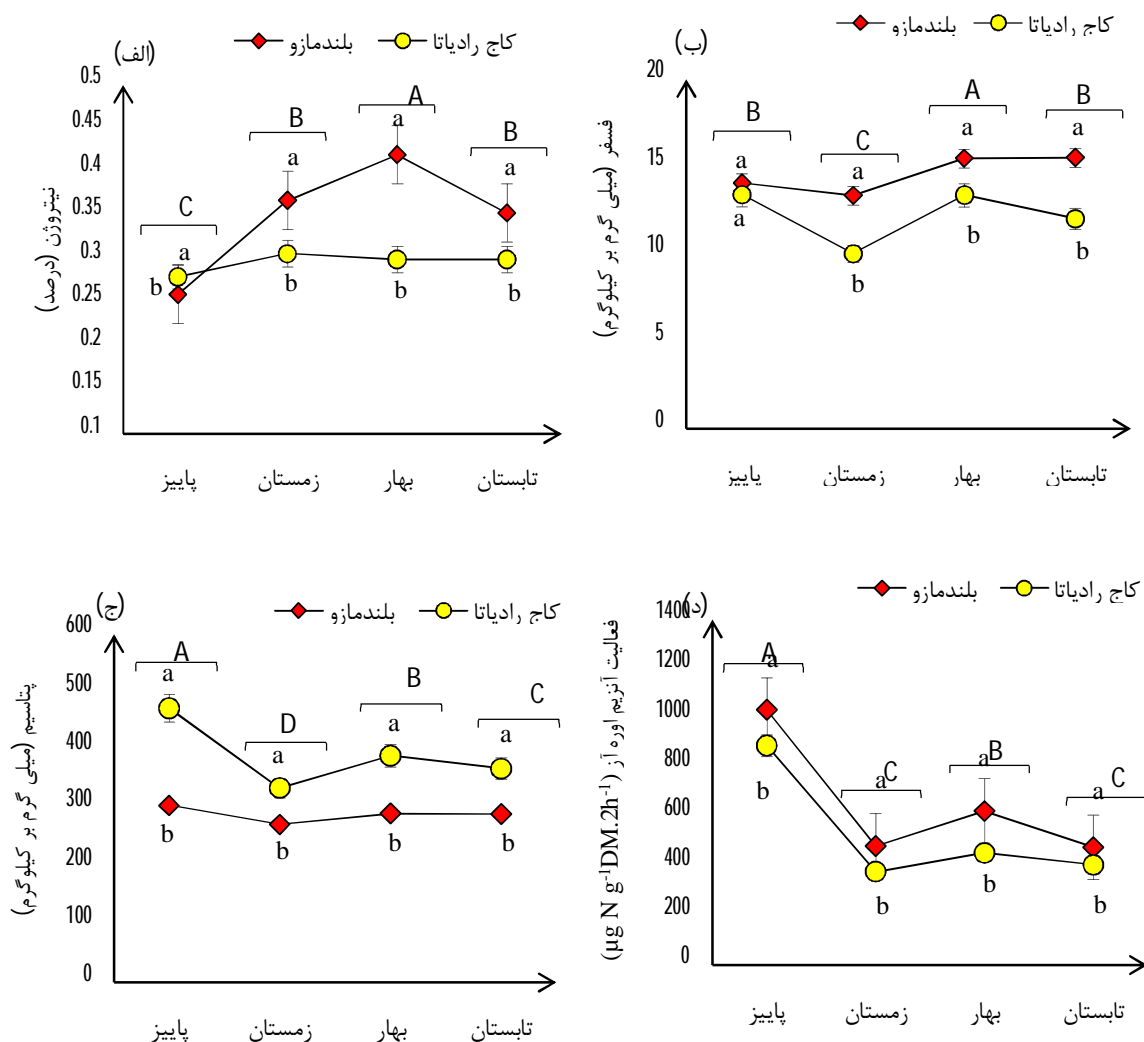 (الف)
بلندمازو
کاج رادیاتا
نیتروژن (درصد)
0.5
0.45
0.4
0.35
0.3
0.25
0.2
0.15
0.1
C
B
A
B
a
a
a
a
b
b
b
b
پاییز
زمستان
بهار
تابستان
(ب)
بلندمازو
کاج رادیاتا
فسفر (میلی گرم بر کیلوگرم)
20
15
10
5
0
B
C
A
B
a
a
a
a
a
b
b
b
پاییز
زمستان
بهار
تابستان
(ج)
بلندمازو
کاج رادیاتا
پتاسیم (میلی گرم بر کیلوگرم)
600
500
400
300
200
100
0
A
D
B
C
a
a
a
a
b
b
b
b
پاییز
زمستان
بهار
تابستان
(د)
بلندمازو
کاج رادیاتا
فعالیت آنزیم اوره آز (µg N g-1DM.2h-1)
1400
1200
1000
800
600
400
200
0
A
C
B
C
a
a
a
a
b
b
b
b
پاییز
زمستان
بهار
تابستان